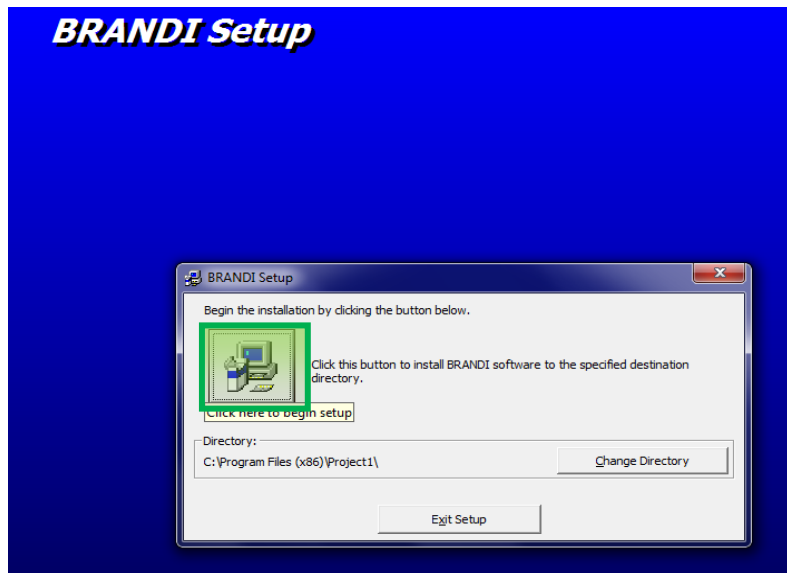 BRANDI Setup
BRANDI Setup
Begin the installation by clicking the button below.
Click this button to install BRANDI software to the specified destination
directory.
Click here to begin setup
Directory:
C:\Program Files (x86)\Project1\
Change Directory
Exit Setup